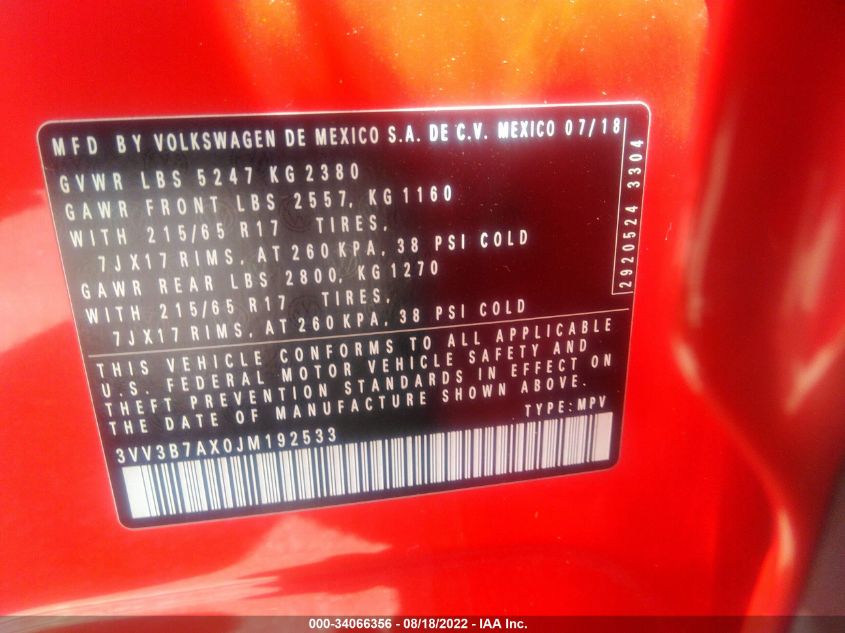 MFD BY VOLKSWAGEN DE MEXICO S.A. DE C.V. MEXICO 07/18
GVWR LBS 5247 KG 2380
GAWR FRONT LBS 2557, KG 1160
WITH 215/65 R17 TIRES,
7JX17 RIMS, AT 260 KPA, 38 PSI COLD
GAWR REAR LBS 2800, KG 1270
WITH 215/65 R17 TIRES,
7JX17 RIMS, AT 260 KPA, 38 PSI COLD
2920524 3304
THIS VEHICLE CONFORMS TO ALL APPLICABLE
U.S. FEDERAL MOTOR VEHICLE SAFETY AND
THEFT PREVENTION STANDARDS IN EFFECT ON
THE DATE OF MANUFACTURE SHOWN ABOVE.
TYPE: MPV
3VV3B7AX0JM192533
000-34066356 - 08/18/2022 - IAA Inc.